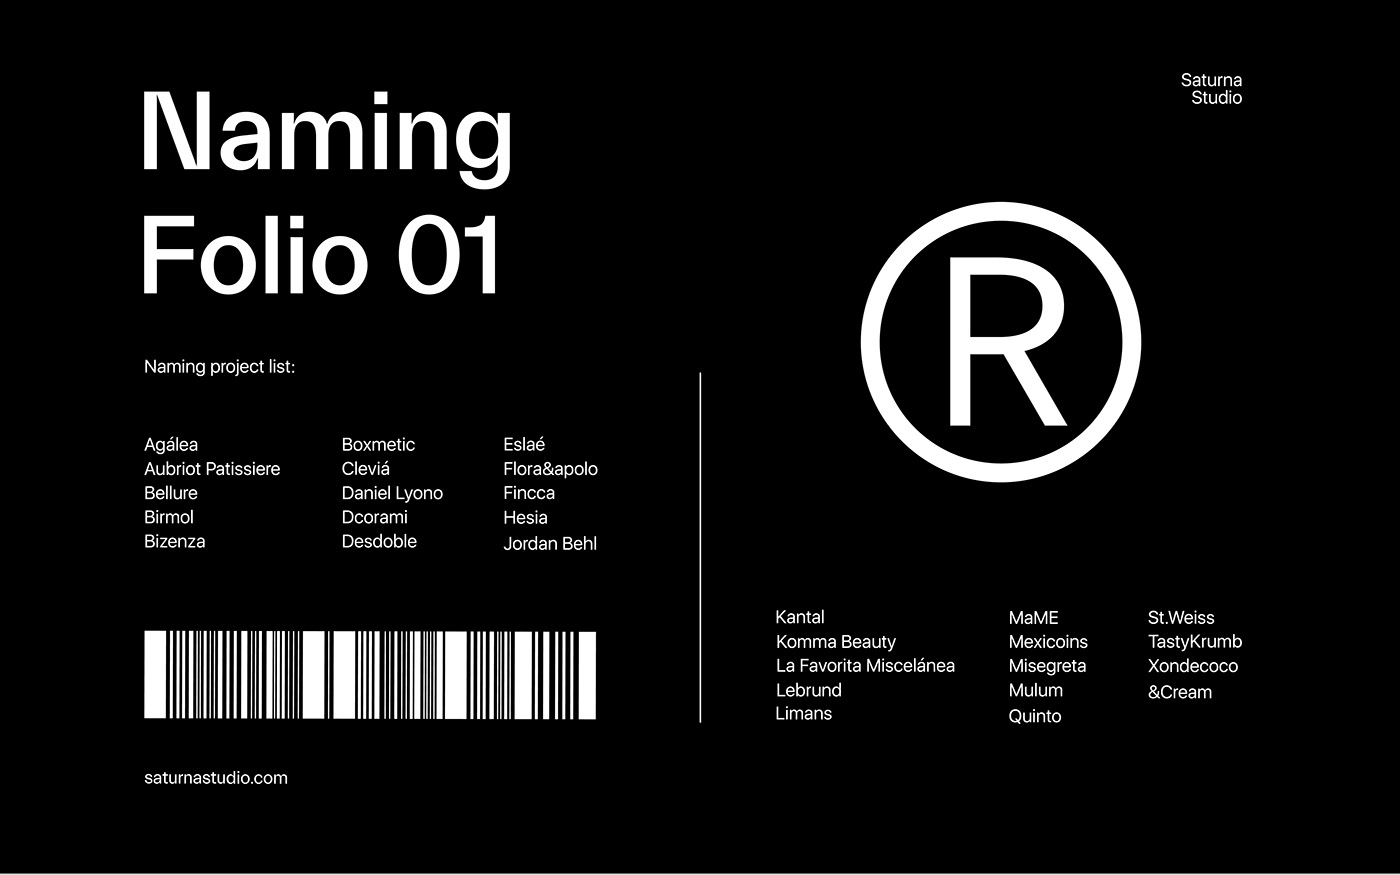 Naming
Folio 01
Saturna
Studio
R
Naming project list:
Agálea
Aubriot Patissiere
Bellure
Birmol
Bizenza
Boxmetic
Cleviá
Daniel Lyono
Dcorami
Desdoble
Eslaé
Flora&apolo
Fincca
Hesia
Jordan Behl
saturnastudio.com
Kantal
Komma Beauty
La Favorita Miscelánea
Lebrund
Limans
MaME
Mexicoins
Misegreta
Mulum
Quinto
St.Weiss
TastyKrumb
Xondecoco
&Cream